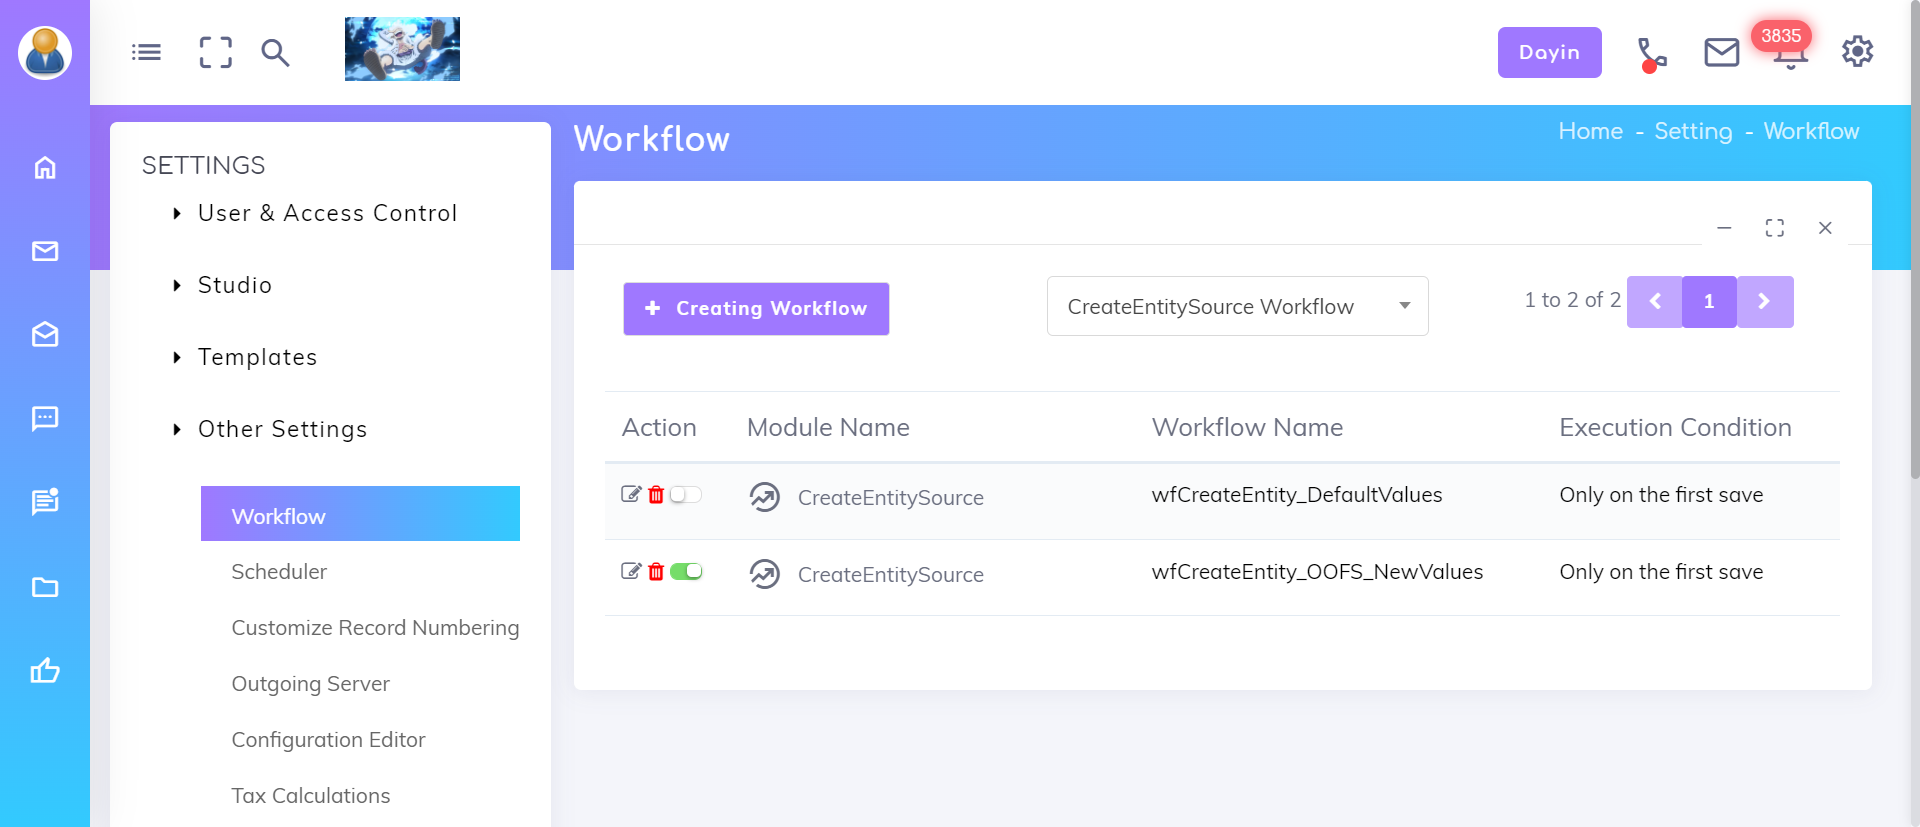 Dayin
3835
SETTINGS
User & Access Control
Studio
Templates
Other Settings
Workflow
Scheduler
Customize Record Numbering
Outgoing Server
Configuration Editor
Tax Calculations
Workflow
Home - Setting - Workflow
Creating Workflow
CreateEntitySource Workflow
1 to 2 of 2
1
Action Module Name Workflow Name Execution Condition
CreateEntitySource wfCreateEntity_DefaultValues Only on the first save
CreateEntitySource wfCreateEntity_OOFS_NewValues Only on the first save